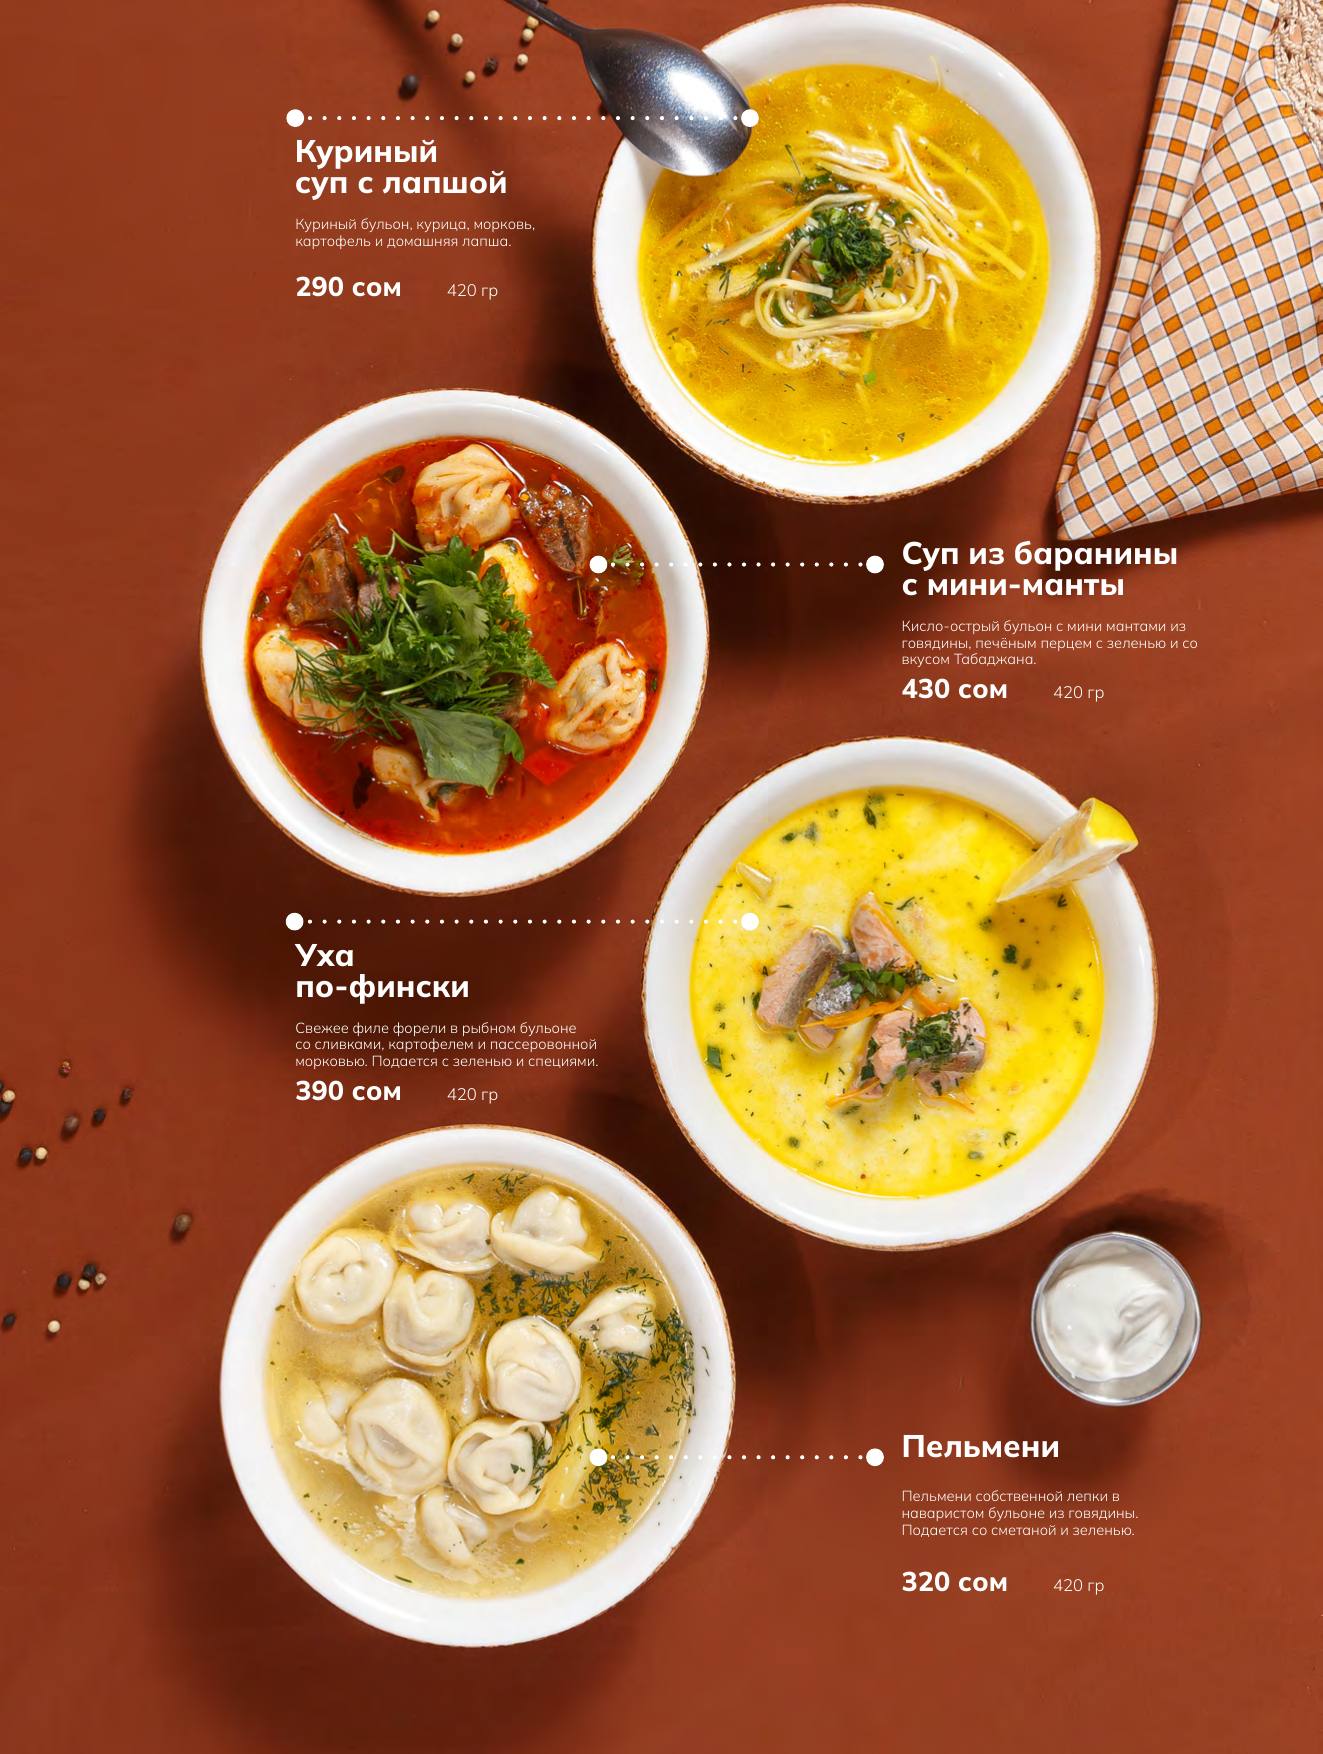 Куриный
суп с лапшой
Куриный бульон, курица, морковь,
картофель и домашняя лапша.
290 сом 420 гр
Суп из баранины
с мини-манты
Кисло-острый бульон с мини мантами из
говядины, печёным перцем с зеленью и со
вкусом Табаджана.
430 сом 420 гр
Уха
по-фински
Свежее филе форели в рыбном бульоне
со сливками, картофелем и пассеровонной
морковью. Подается с зеленью и специями.
390 сом 420 гр
Пельмени
Пельмени собственной лепки в
наваристом бульоне из говядины.
Подается со сметаной и зеленью.
320 сом 420 гр